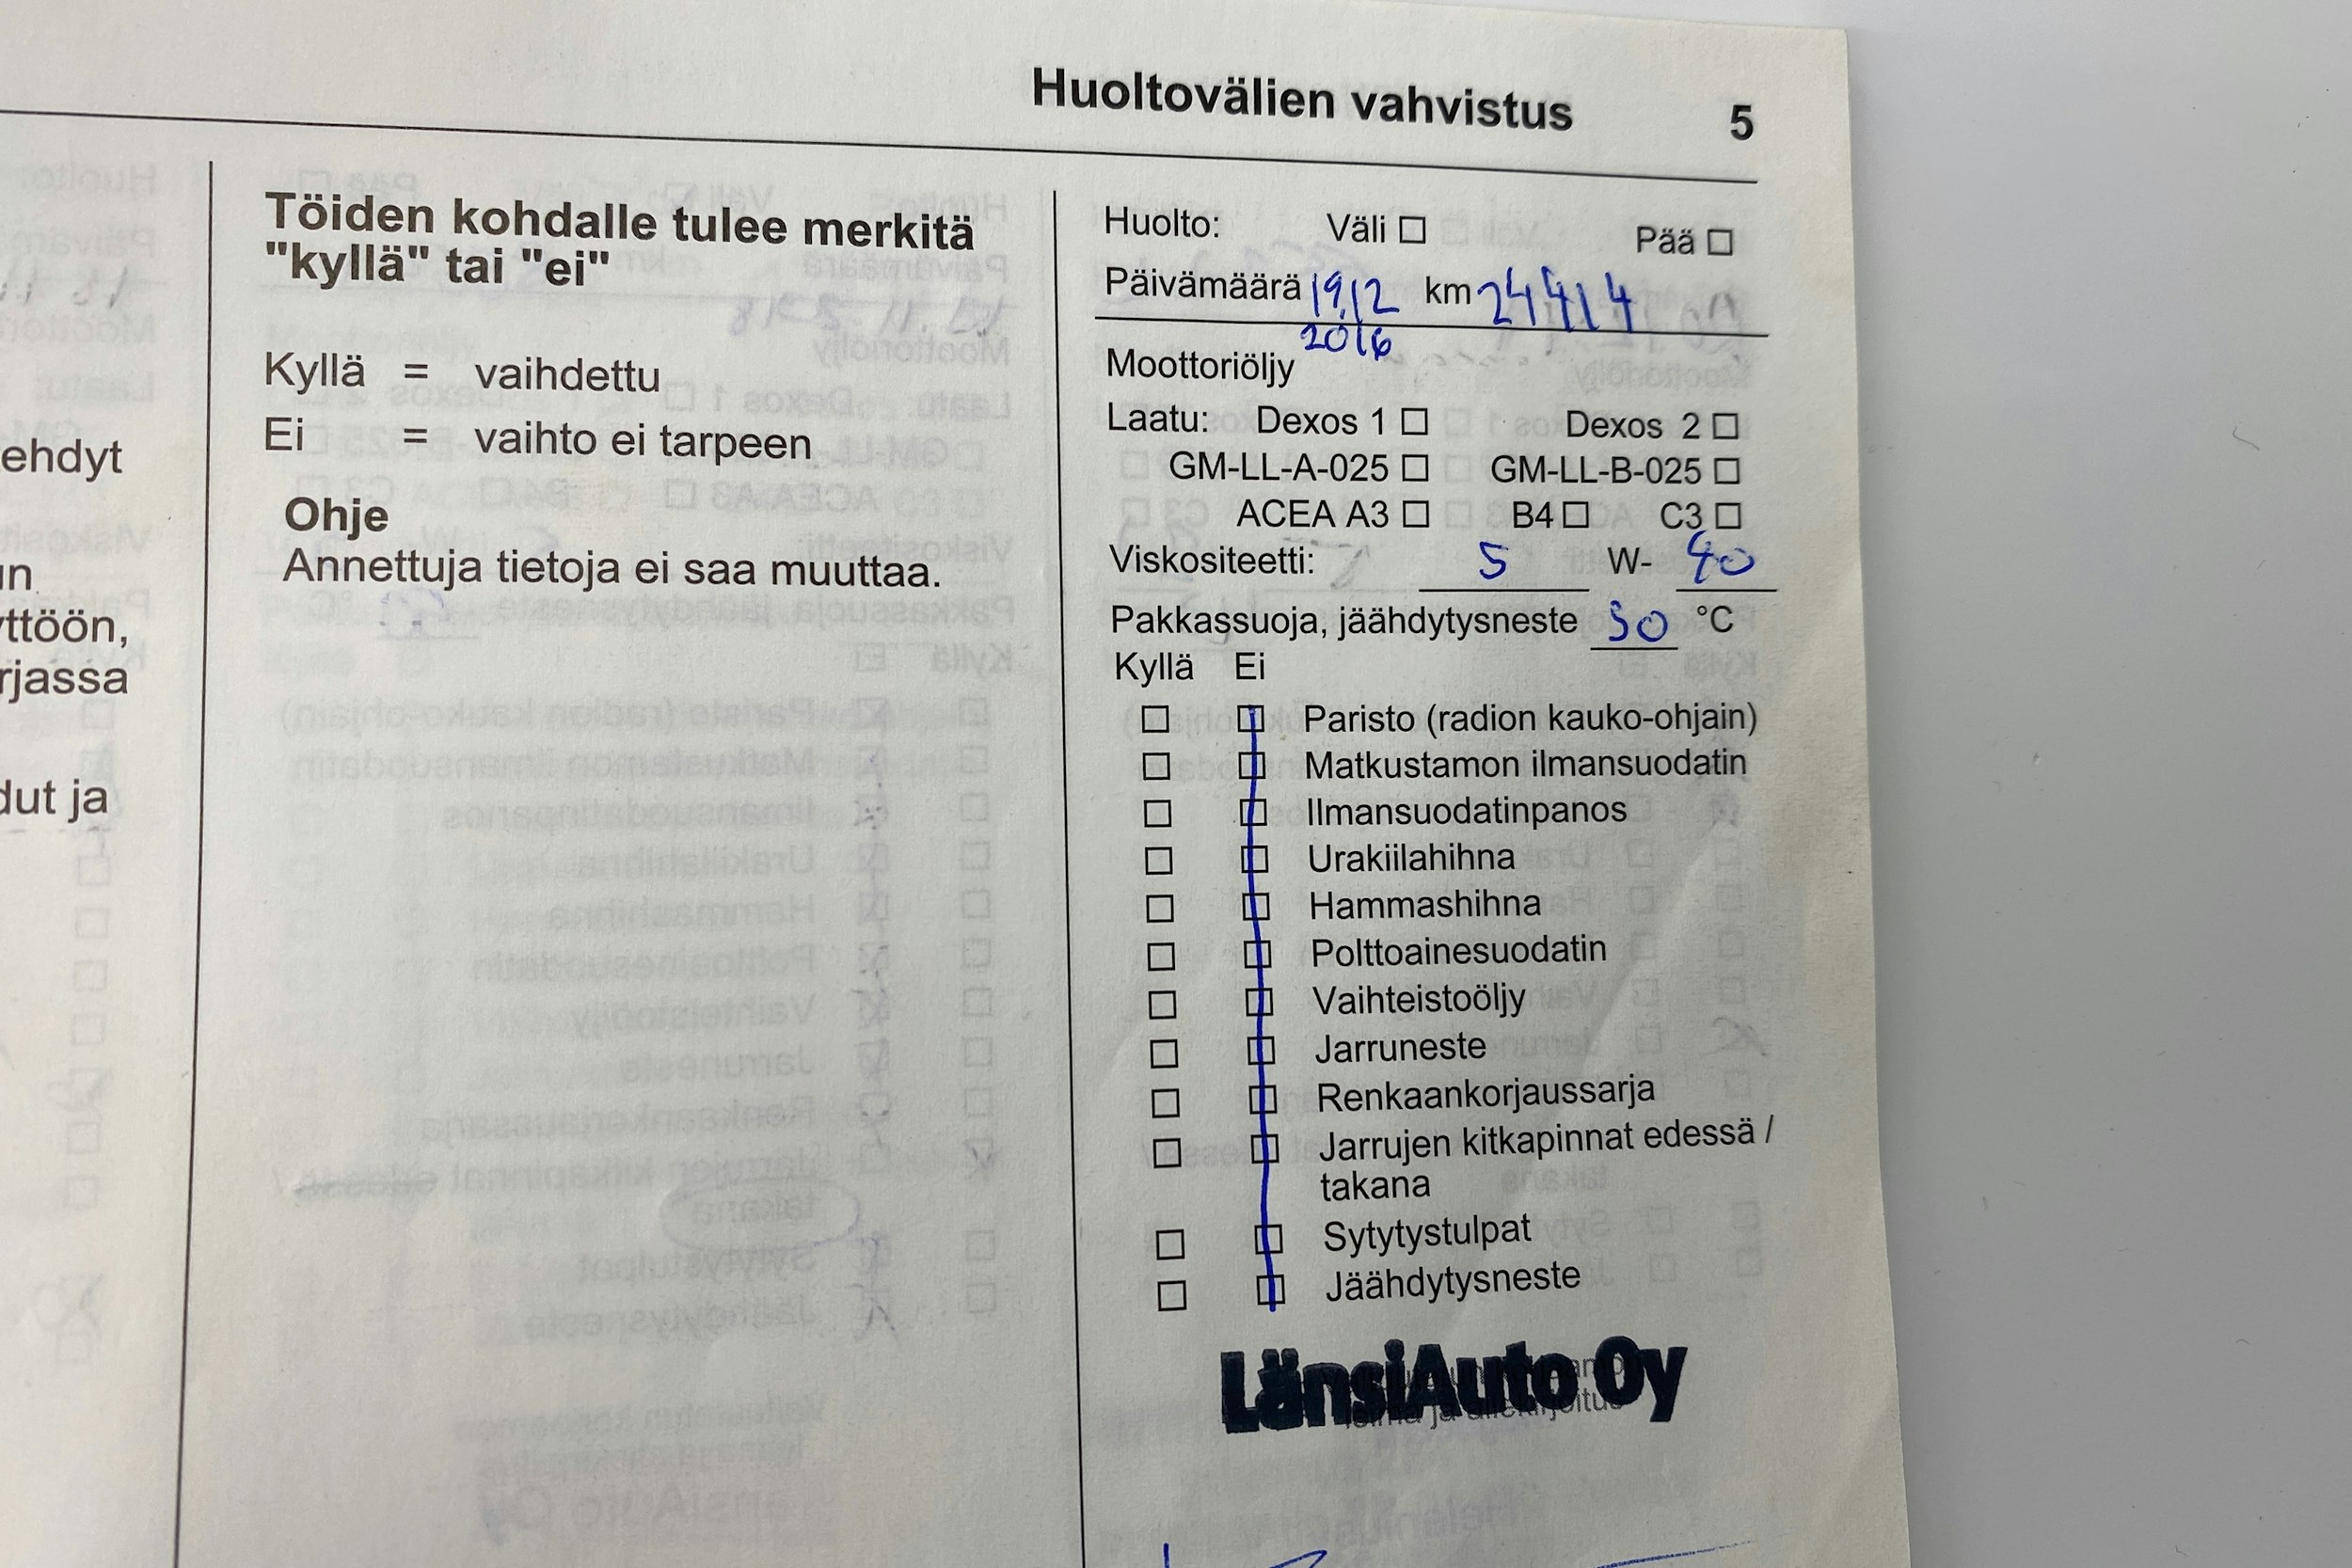 Huoltovälien vahvistus 5
ehdyt
yttöön,
rjassa
dut ja
Töiden kohdalle tulee merkitä
"kyllä" tai "ei"
Kyllä = vaihdettu
Ei = vaihto ei tarpeen
Ohje
Annettuja tietoja ei saa muuttaa.
Huolto: Väli ☐ Pää ☐
Päivämäärä 19.12 km 24414
2016
Moottoriöljy
Laatu: Dexos 1 ☐ Dexos 2 ☐
GM-LL-A-025 ☐ GM-LL-B-025 ☐
ACEA A3 ☐ B4 ☐ C3 ☐
Viskositeetti: 5 W- 40
Pakkassuoja, jäähdytysneste 30 °C
Kyllä Ei
Paristo (radion kauko-ohjain)
Matkustamon ilmansuodatin
Ilmansuodatinpanos
Urakiilahihna
Hammashihna
Polttoainesuodatin
Vaihteistoöljy
Jarruneste
Renkaankorjaussarja
Jarrujen kitkapinnat edessä /
takana
Sytytystulpat
Jäähdytysneste
LänsiAuto Oy